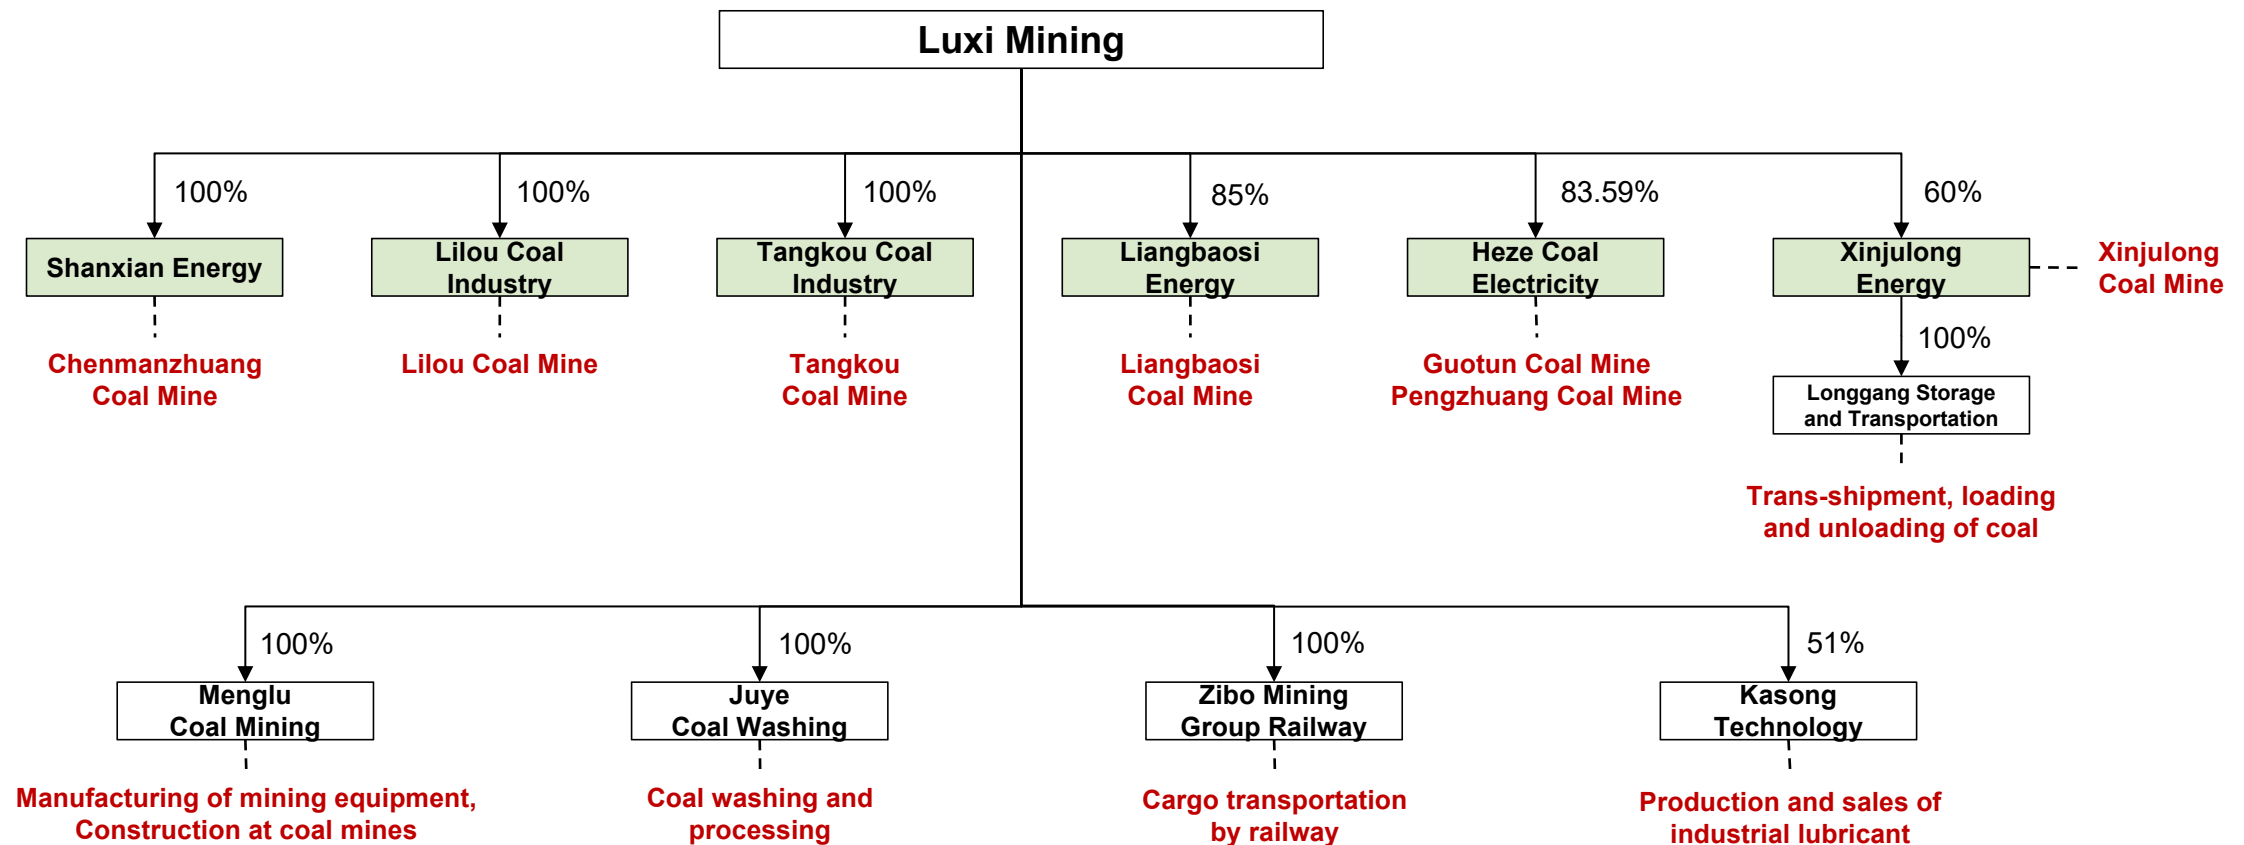 Luxi Mining
100%
100%
100%
85%
83.59%
60%
Shanxian Energy
Lilou Coal
Industry
Tangkou Coal
Industry
Liangbaosi
Energy
Heze Coal
Electricity
Xinjulong
Energy
Xinjulong
Coal Mine
Chenmanzhuang
Coal Mine
Lilou Coal Mine
Tangkou
Coal Mine
Liangbaosi
Coal Mine
Guotun Coal Mine
Pengzhuang Coal Mine
100%
Longgang Storage
and Transportation
Trans-shipment, loading
and unloading of coal
100%
100%
100%
51%
Menglu
Coal Mining
Juye
Coal Washing
Zibo Mining
Group Railway
Kasong
Technology
Manufacturing of mining equipment,
Construction at coal mines
Coal washing and
processing
Cargo transportation
by railway
Production and sales of
industrial lubricant